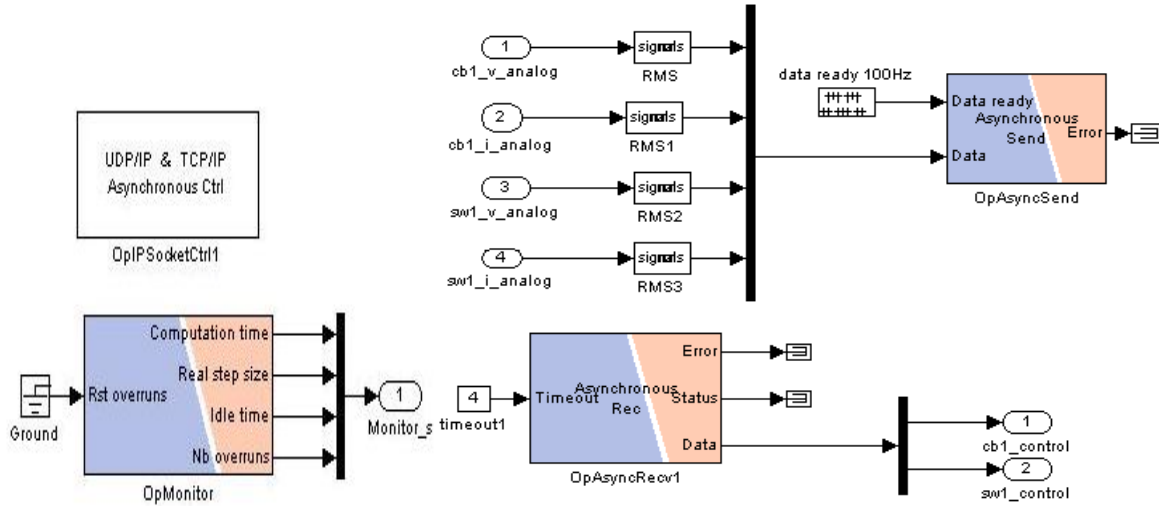 1
cb1_v_analog
signals
RMS
2
cb1_i_analog
signals
RMS1
3
sw1_v_analog
signals
RMS2
4
sw1_i_analog
signals
RMS3
data ready 100Hz
Data ready
Asynchronous
Send
Error
Data
OpAsyncSend
UDP/IP & TCP/IP
Asynchronous Ctrl
OpIPSocketCtrl1
Ground
Rst overruns
Computation time
Real step size
Idle time
Nb overruns
OpMonitor
1
Monitor_s
4
timeout1
Timeout
Asynchronous
Rec
Error
Status
Data
OpAsyncRecv1
1
cb1_control
2
sw1_control